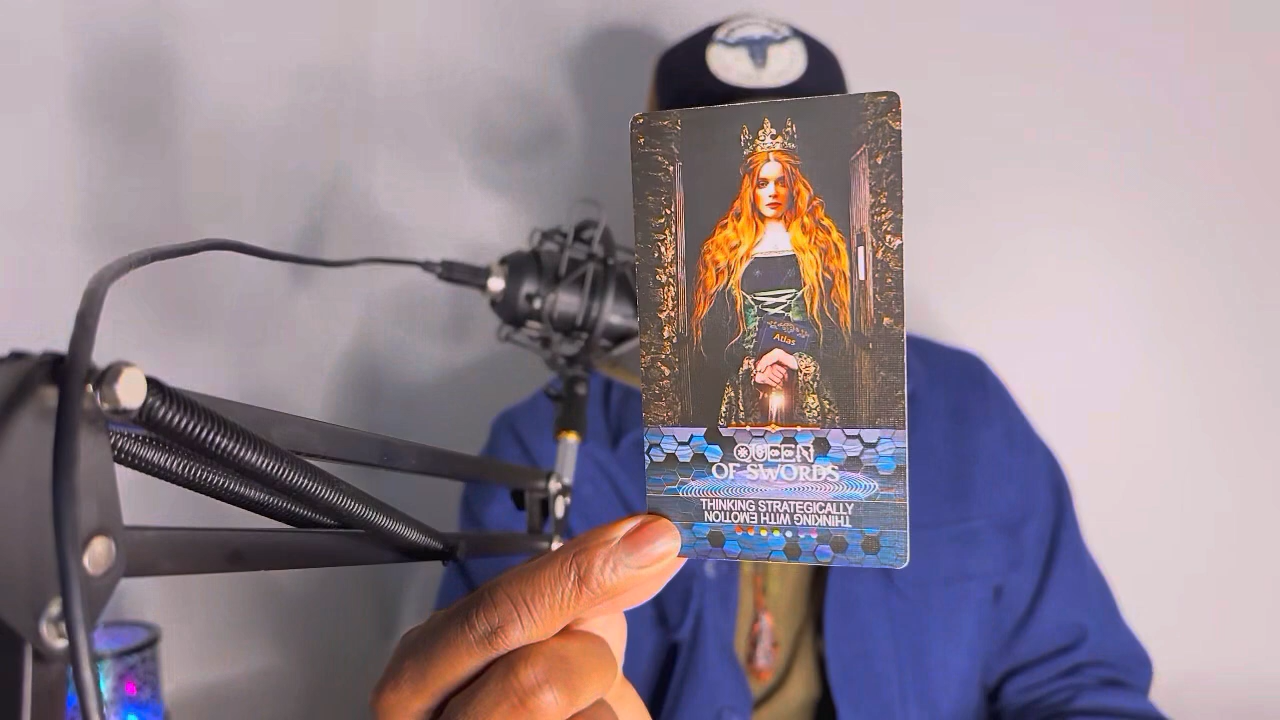 Atlas
QUEEN
OF SWORDS
THINKING STRATEGICALLY
THINKING WITH EMOTION